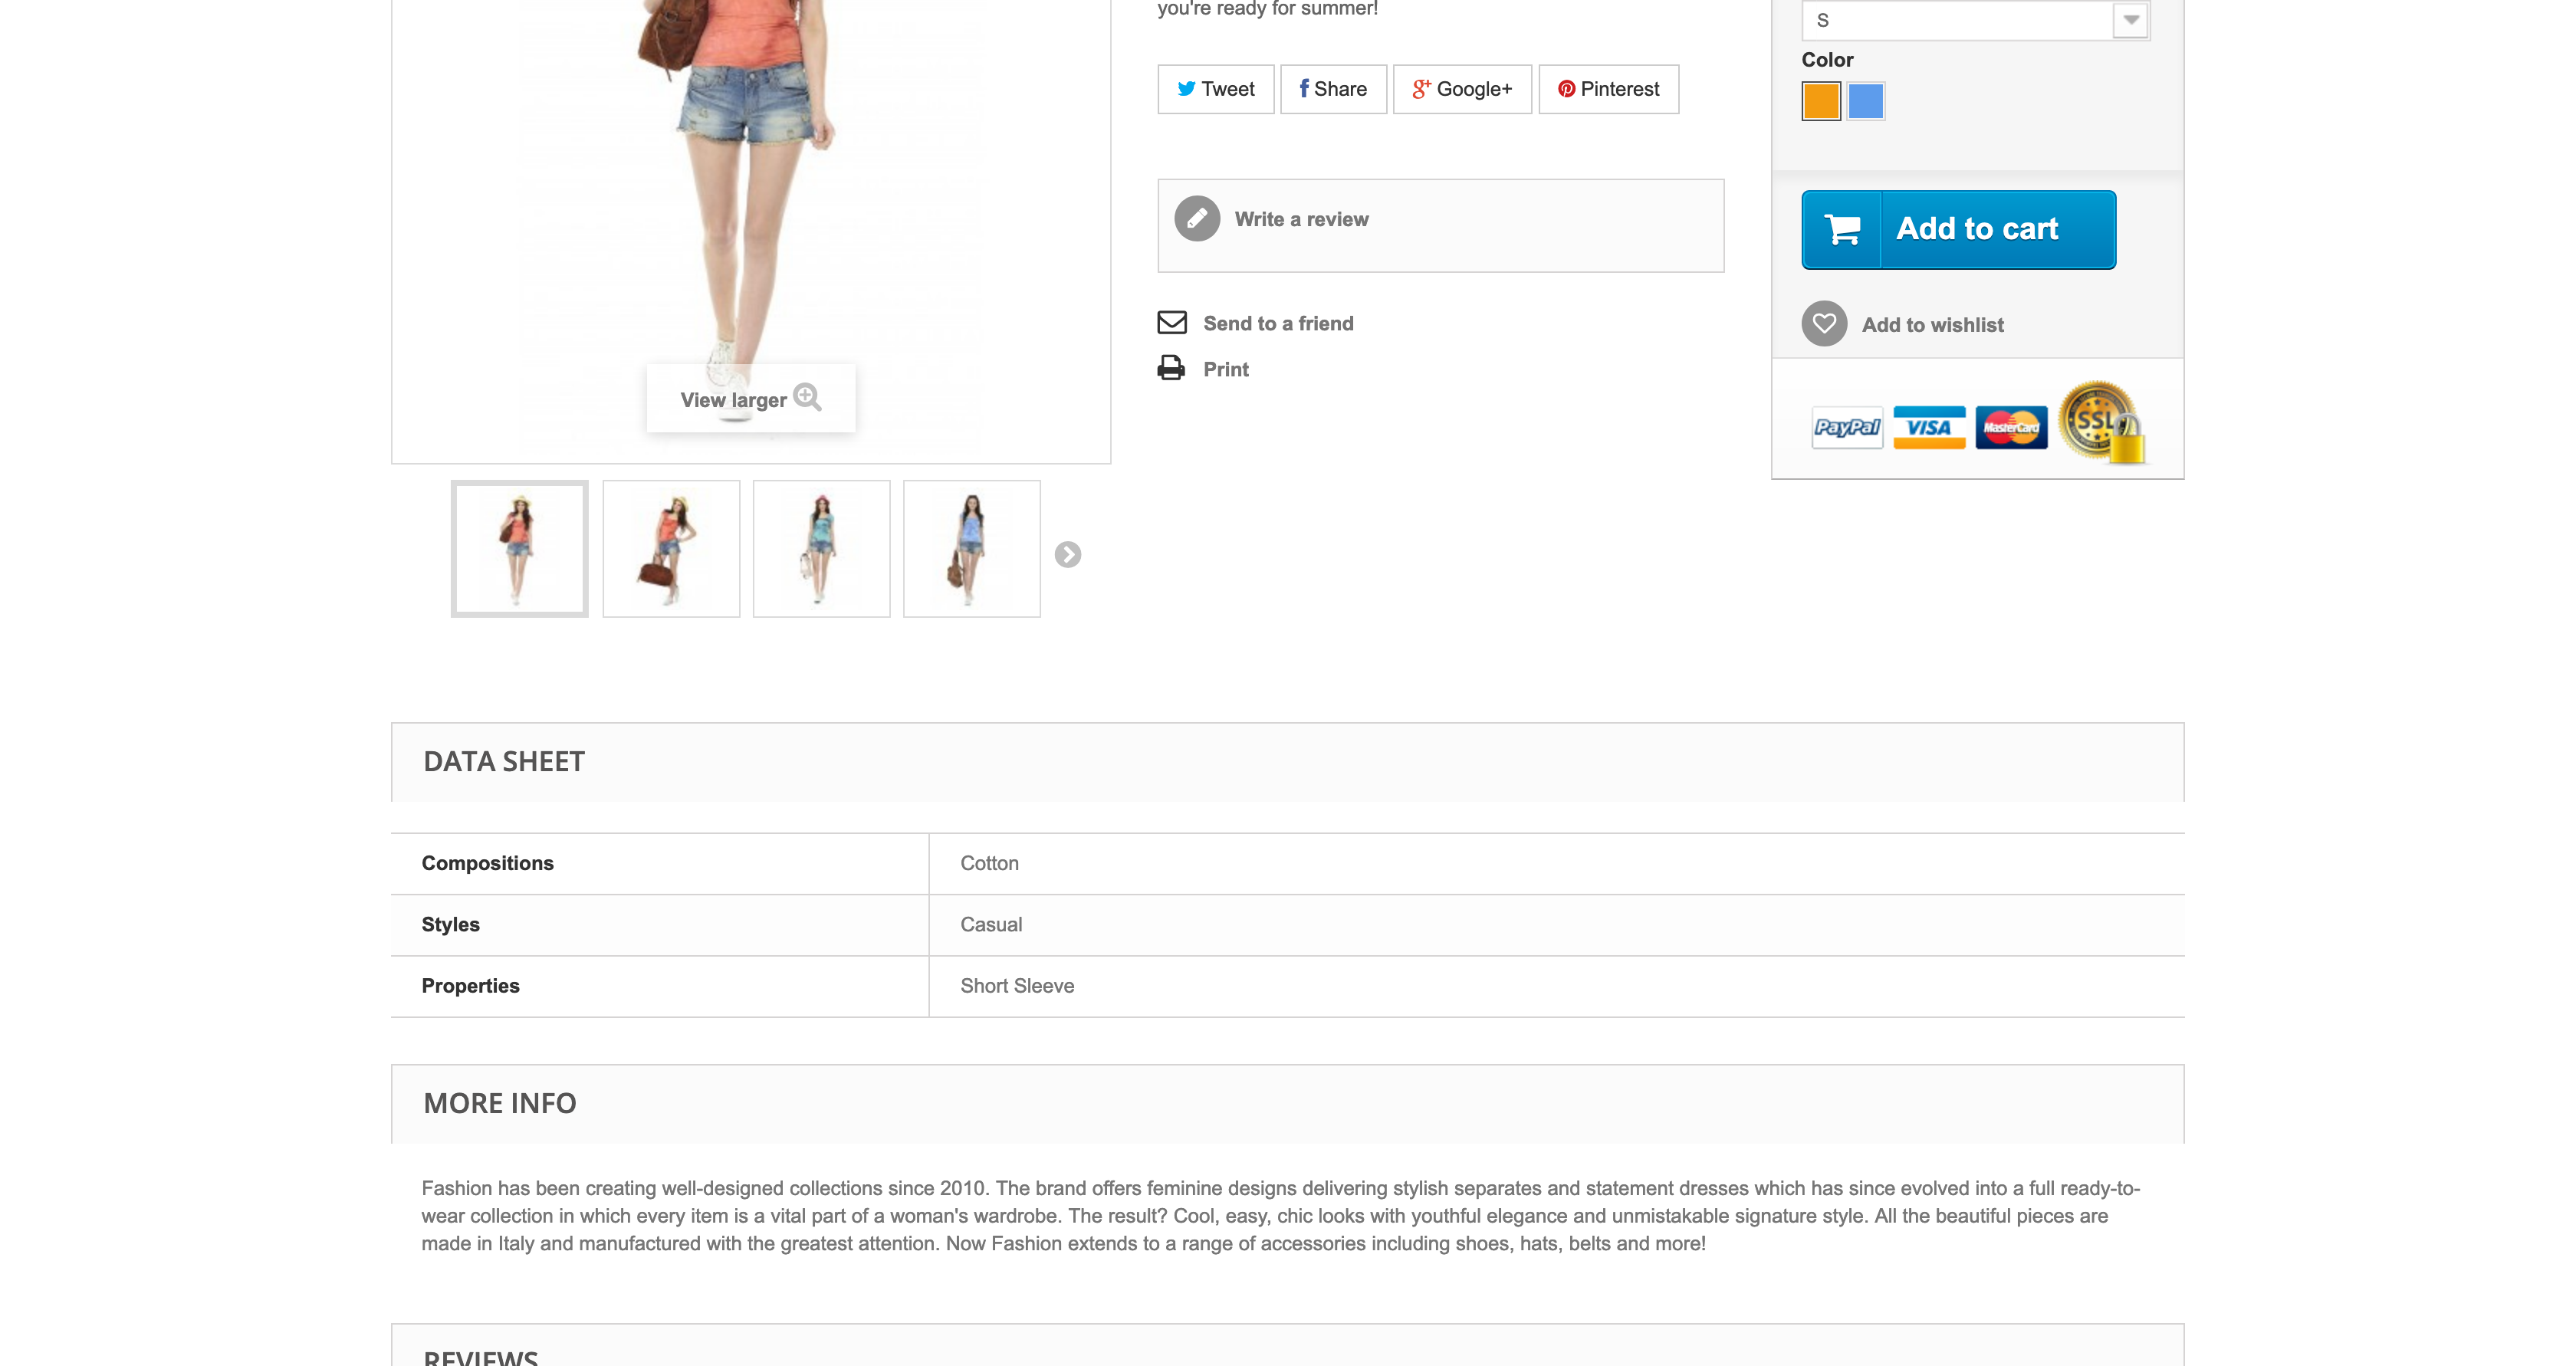 you're ready for summer!
Tweet
Share
Google+
Pinterest
Write a review
Send to a friend
Print
View larger
S
Color
Add to cart
Add to wishlist
PayPal
VISA
MasterCard
SSL
DATA SHEET
Compositions Cotton
Styles Casual
Properties Short Sleeve
MORE INFO
Fashion has been creating well-designed collections since 2010. The brand offers feminine designs delivering stylish separates and statement dresses which has since evolved into a full ready-to-
wear collection in which every item is a vital part of a woman's wardrobe. The result? Cool, easy, chic looks with youthful elegance and unmistakable signature style. All the beautiful pieces are
made in Italy and manufactured with the greatest attention. Now Fashion extends to a range of accessories including shoes, hats, belts and more!
REVIEWS